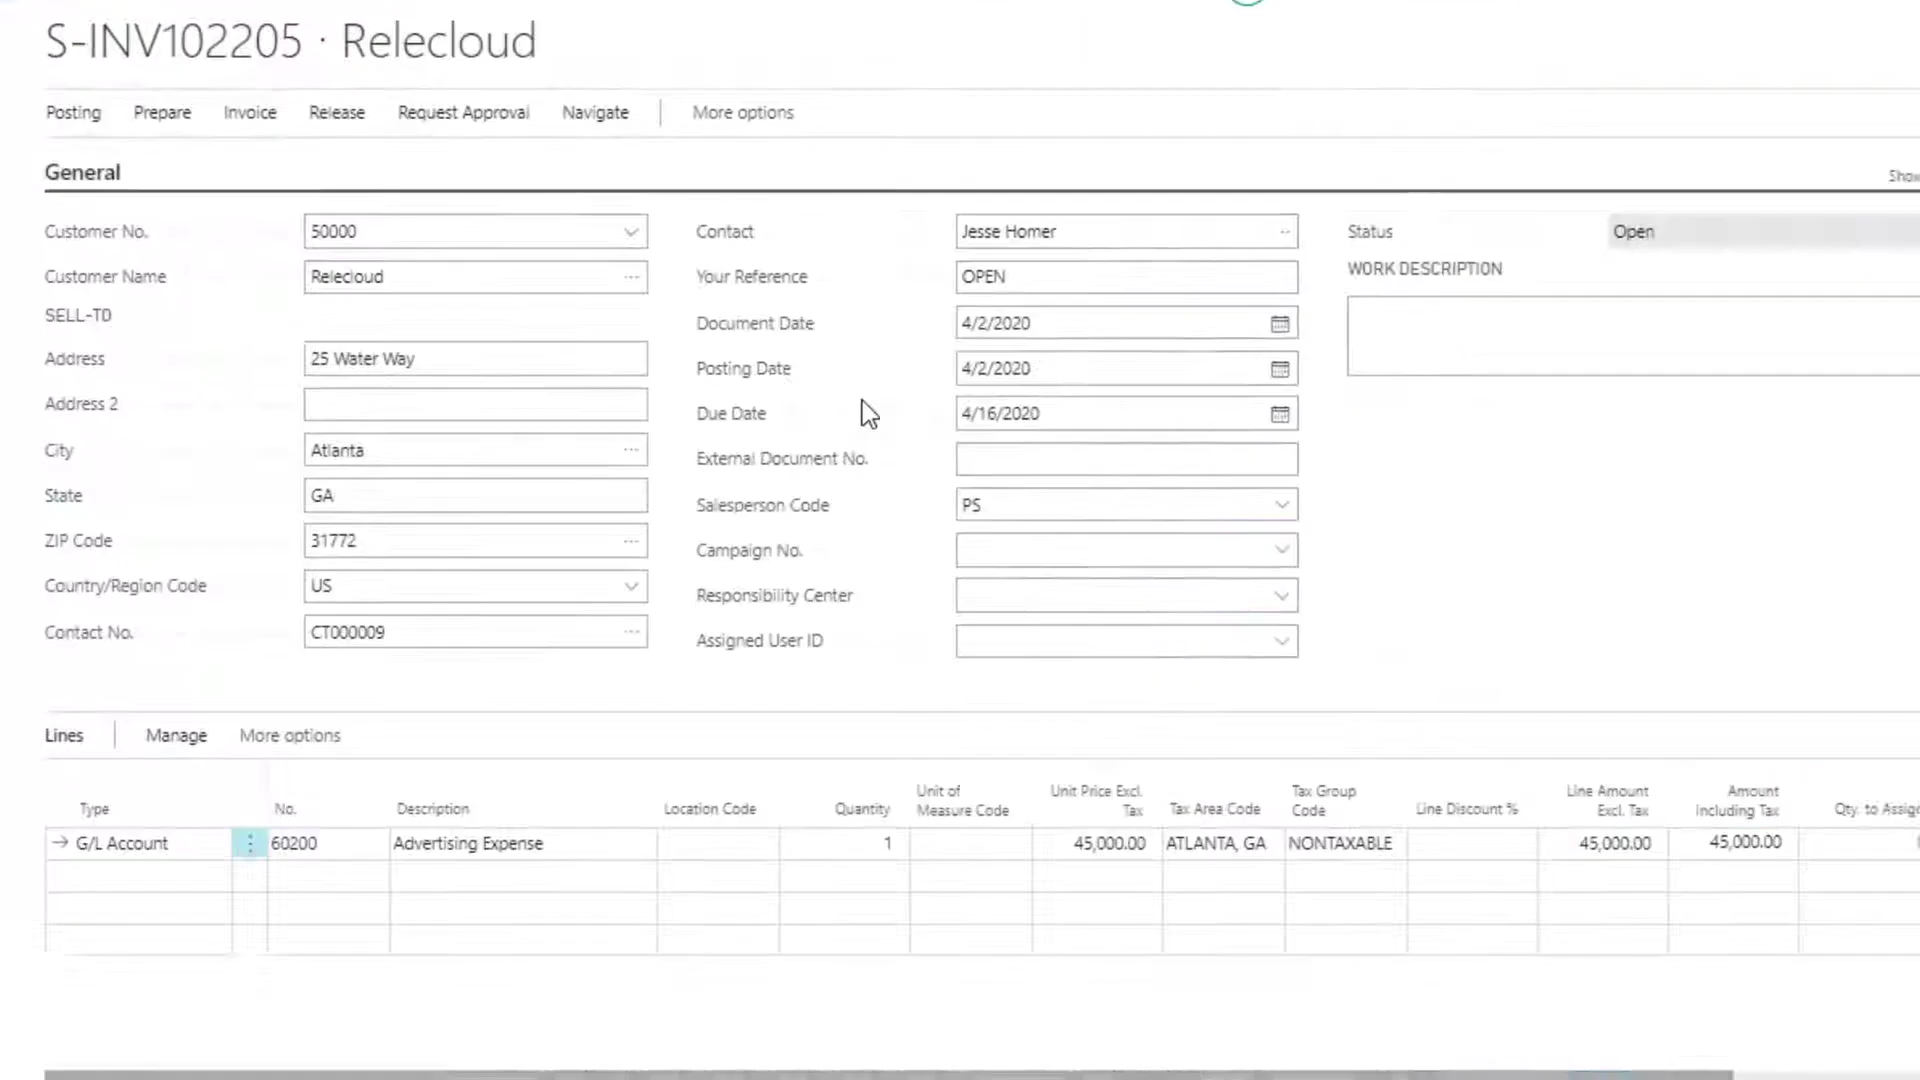 S-INV102205 · Relecloud
Posting Prepare Invoice Release Request Approval Navigate More options
General
Show
Customer No. 50000
Customer Name Relecloud
SELL-TO
Address 25 Water Way
Address 2
City Atlanta
State GA
ZIP Code 31772
Country/Region Code US
Contact No. CT000009
Contact Jesse Homer
Your Reference OPEN
Document Date 4/2/2020
Posting Date 4/2/2020
Due Date 4/16/2020
External Document No.
Salesperson Code PS
Campaign No.
Responsibility Center
Assigned User ID
Status Open
WORK DESCRIPTION
Lines Manage More options
Type No. Description Location Code Quantity Unit of Measure Code Unit Price Excl. Tax Tax Area Code Tax Group Code Line Discount % Line Amount Excl. Tax Amount Including Tax Qty. to Assign
G/L Account 60200 Advertising Expense 1 45,000.00 ATLANTA, GA NONTAXABLE 45,000.00 45,000.00